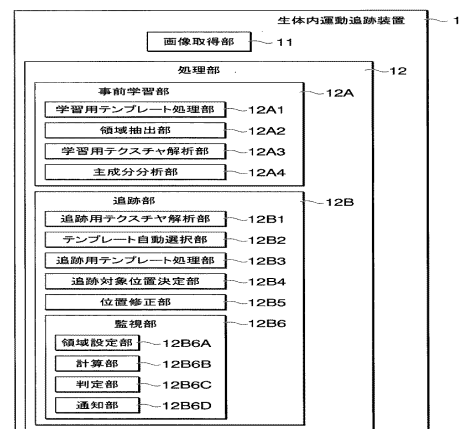 生体内運動追跡装置 1
画像取得部 11
処理部 12
事前学習部 12A
学習用テンプレート処理部 12A1
領域抽出部 12A2
学習用テクスチャ解析部 12A3
主成分分析部 12A4
追跡部 12B
追跡用テクスチャ解析部 12B1
テンプレート自動選択部 12B2
追跡用テンプレート処理部 12B3
追跡対象位置決定部 12B4
位置修正部 12B5
監視部 12B6
領域設定部 12B6A
計算部 12B6B
判定部 12B6C
通知部 12B6D